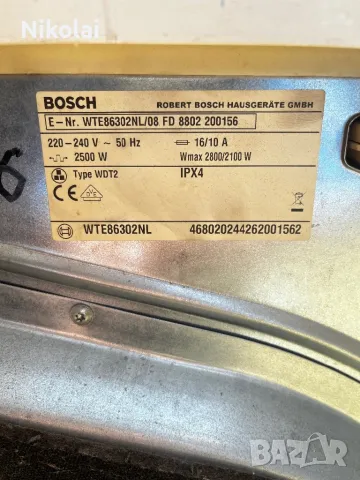 Nikolai
BOSCH
ROBERT BOSCH HAUSGERÄTE GMBH
E-Nr. WTE86302NL/08 FD 8802 200156
220-240 V ~ 50 Hz
16/10 A
2500 W
Wmax 2800/2100 W
Type WDT2
IPX4
WTE86302NL
468020244262001562
BAZAR